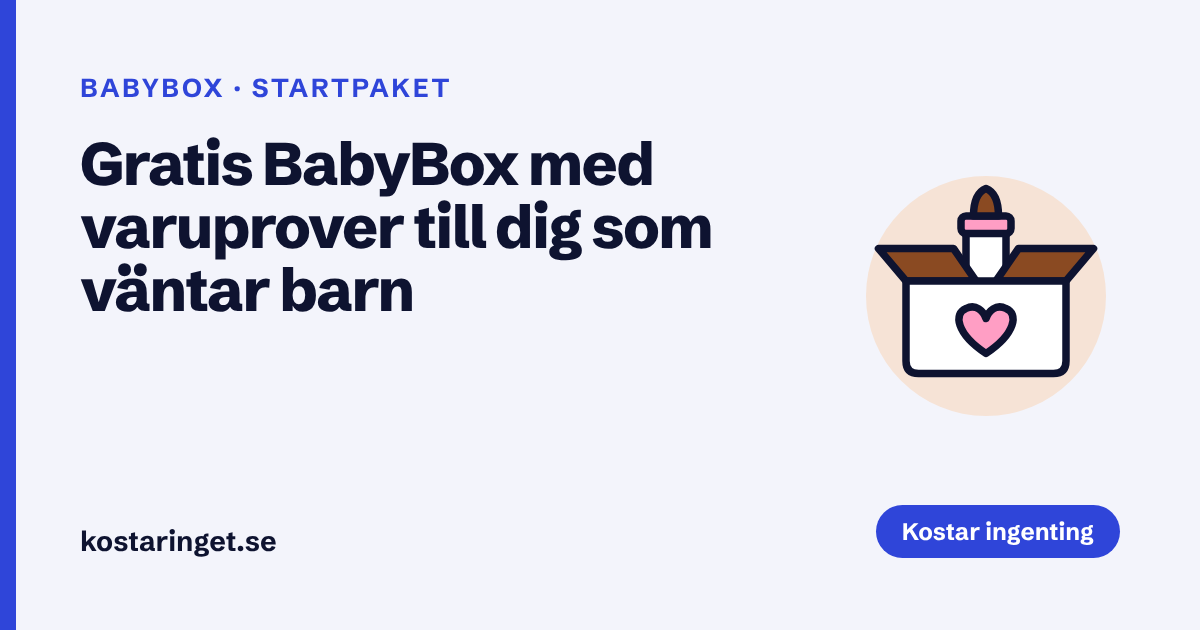 BABYBOX · STARTPAKET
Gratis BabyBox med
varuprover till dig som
väntar barn
kostaringet.se
Kostar ingenting